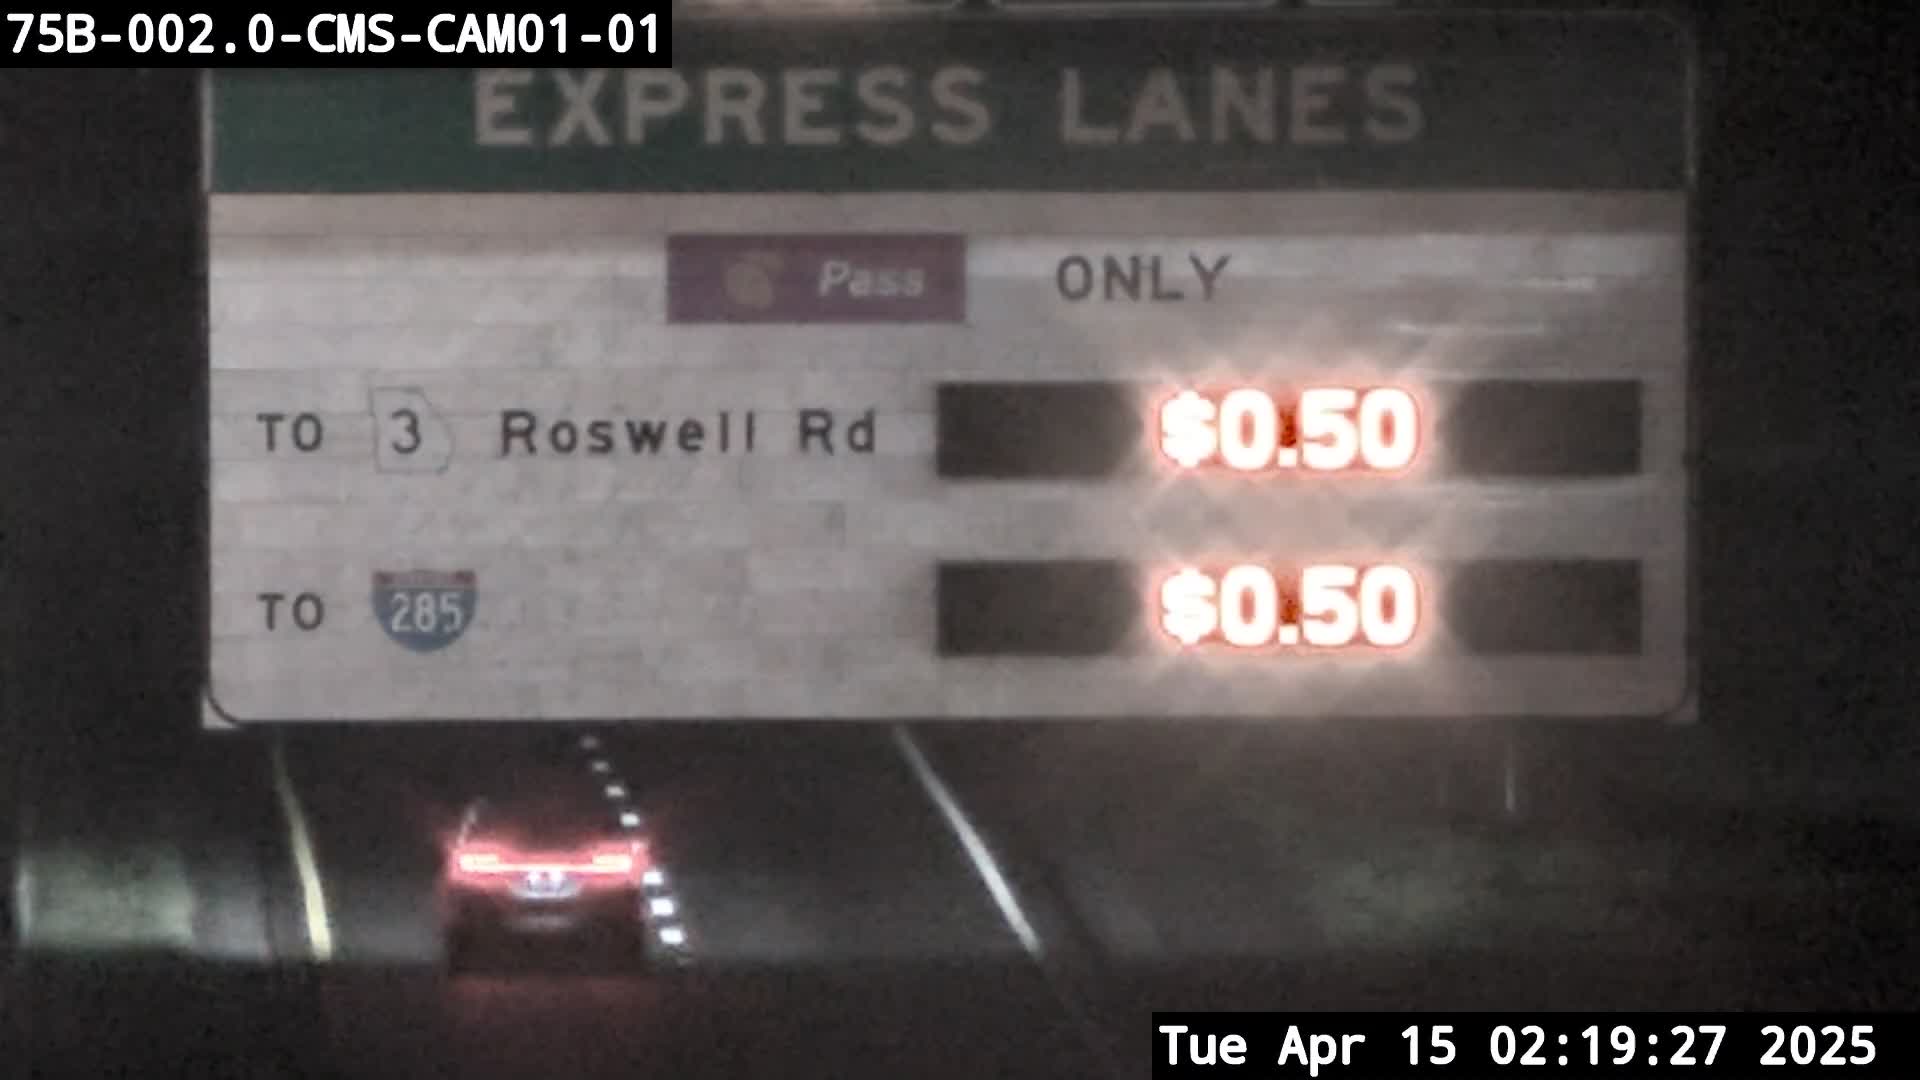 75B-002.0-CMS-CAM01-01
EXPRESS LANES
Pass ONLY
TO 3 Roswell Rd $0.50
TO 285 $0.50
Tue Apr 15 02:19:27 2025